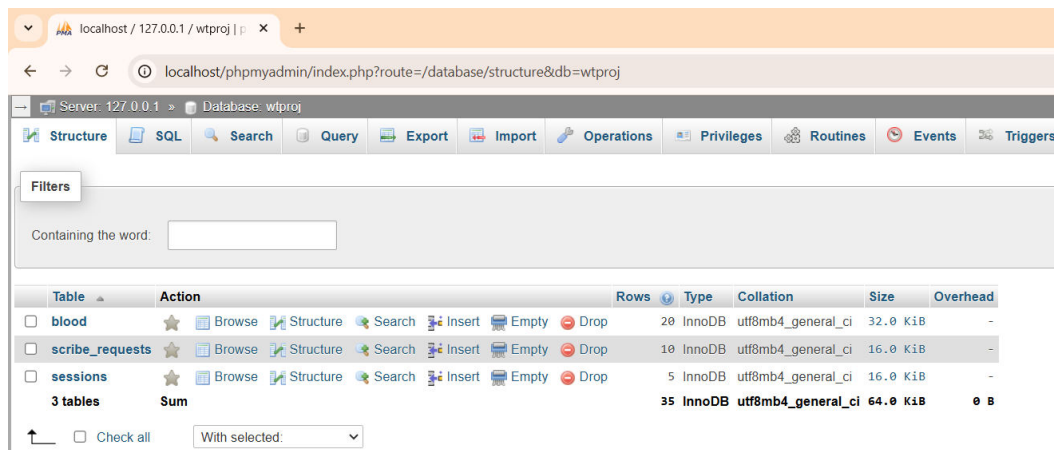 localhost / 127.0.0.1 / wtproj | p
localhost/phpmyadmin/index.php?route=/database/structure&db=wtproj
Server: 127.0.0.1 » Database: wtproj
Structure SQL Search Query Export Import Operations Privileges Routines Events Triggers
Filters
Containing the word:
Table Action Rows Type Collation Size Overhead
blood Browse Structure Search Insert Empty Drop 20 InnoDB utf8mb4_general_ci 32.0 KiB -
scribe_requests Browse Structure Search Insert Empty Drop 10 InnoDB utf8mb4_general_ci 16.0 KiB -
sessions Browse Structure Search Insert Empty Drop 5 InnoDB utf8mb4_general_ci 16.0 KiB -
3 tables Sum 35 InnoDB utf8mb4_general_ci 64.0 KiB 0 B
Check all With selected: